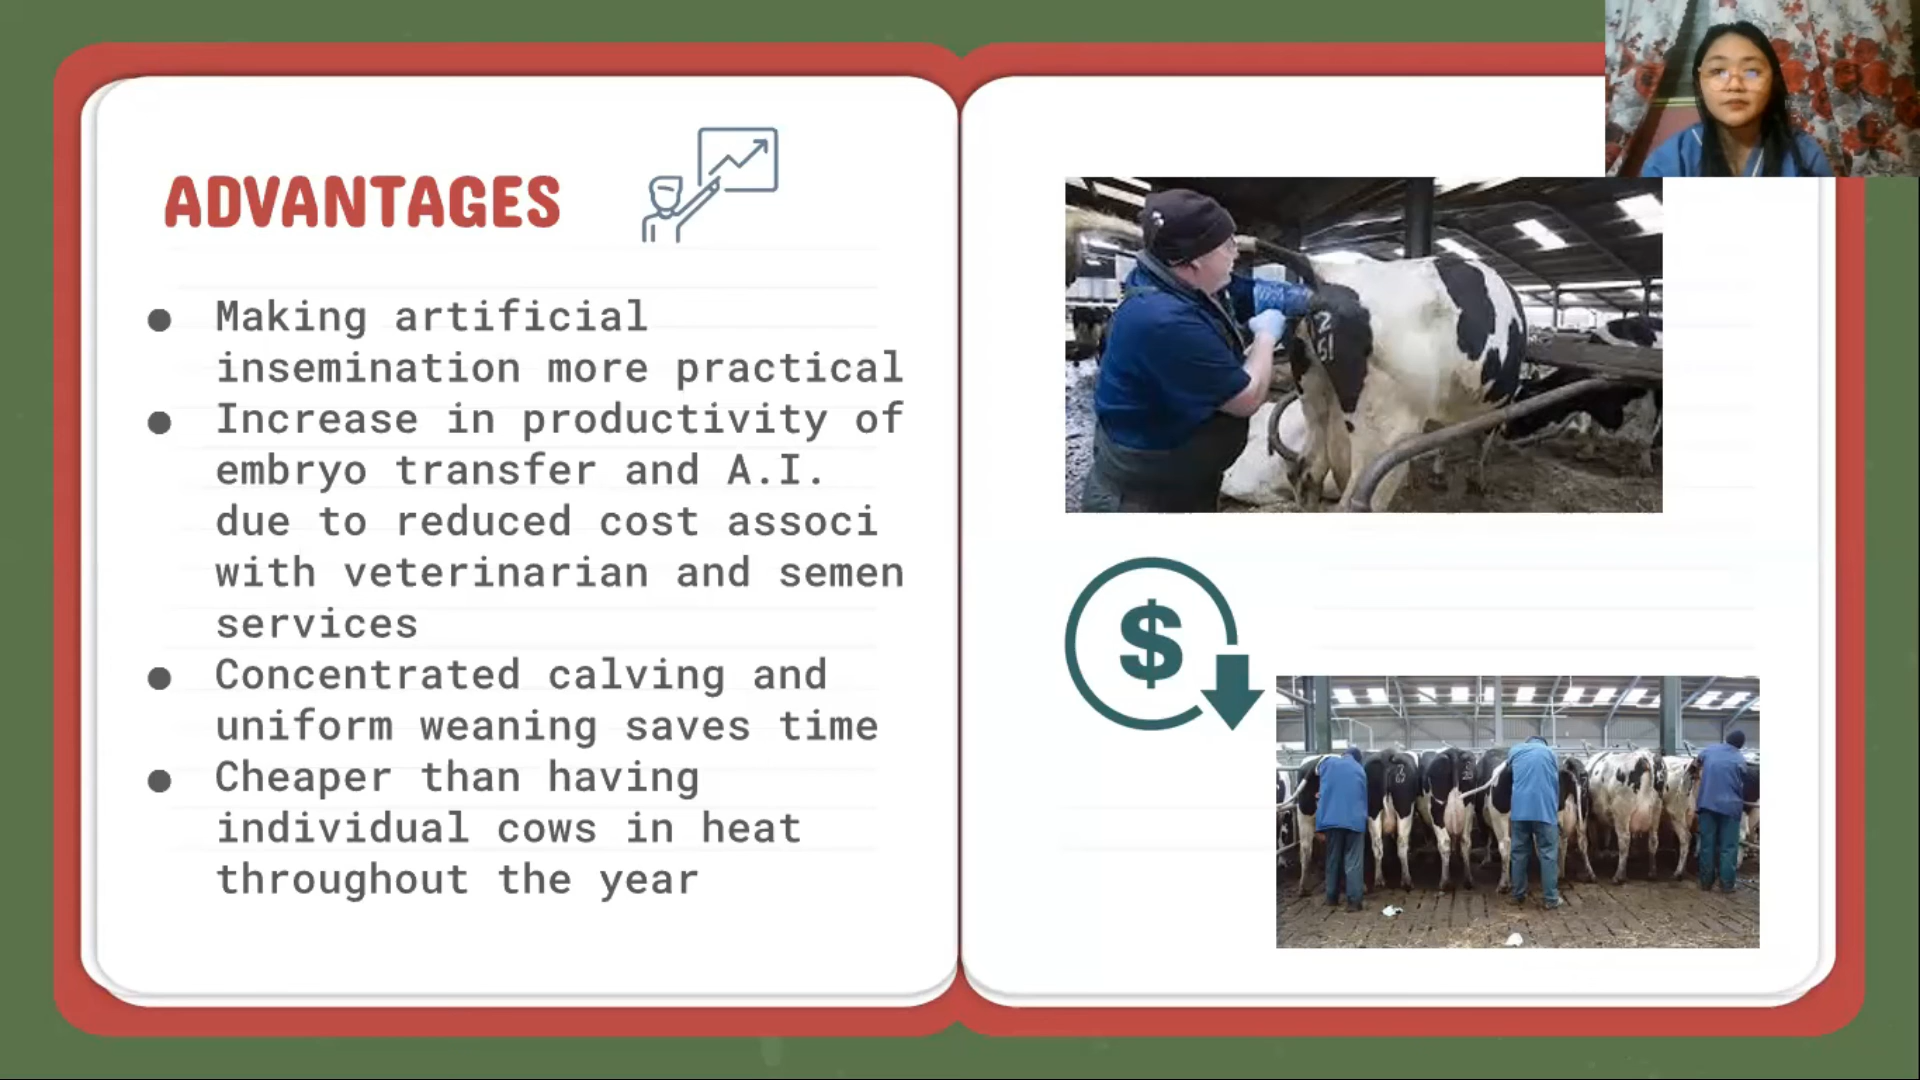 ADVANTAGES
● Making artificial
insemination more practical
● Increase in productivity of
embryo transfer and A.I.
due to reduced cost associ
with veterinarian and semen
services
● Concentrated calving and
uniform weaning saves time
● Cheaper than having
individual cows in heat
throughout the year
$
2
51